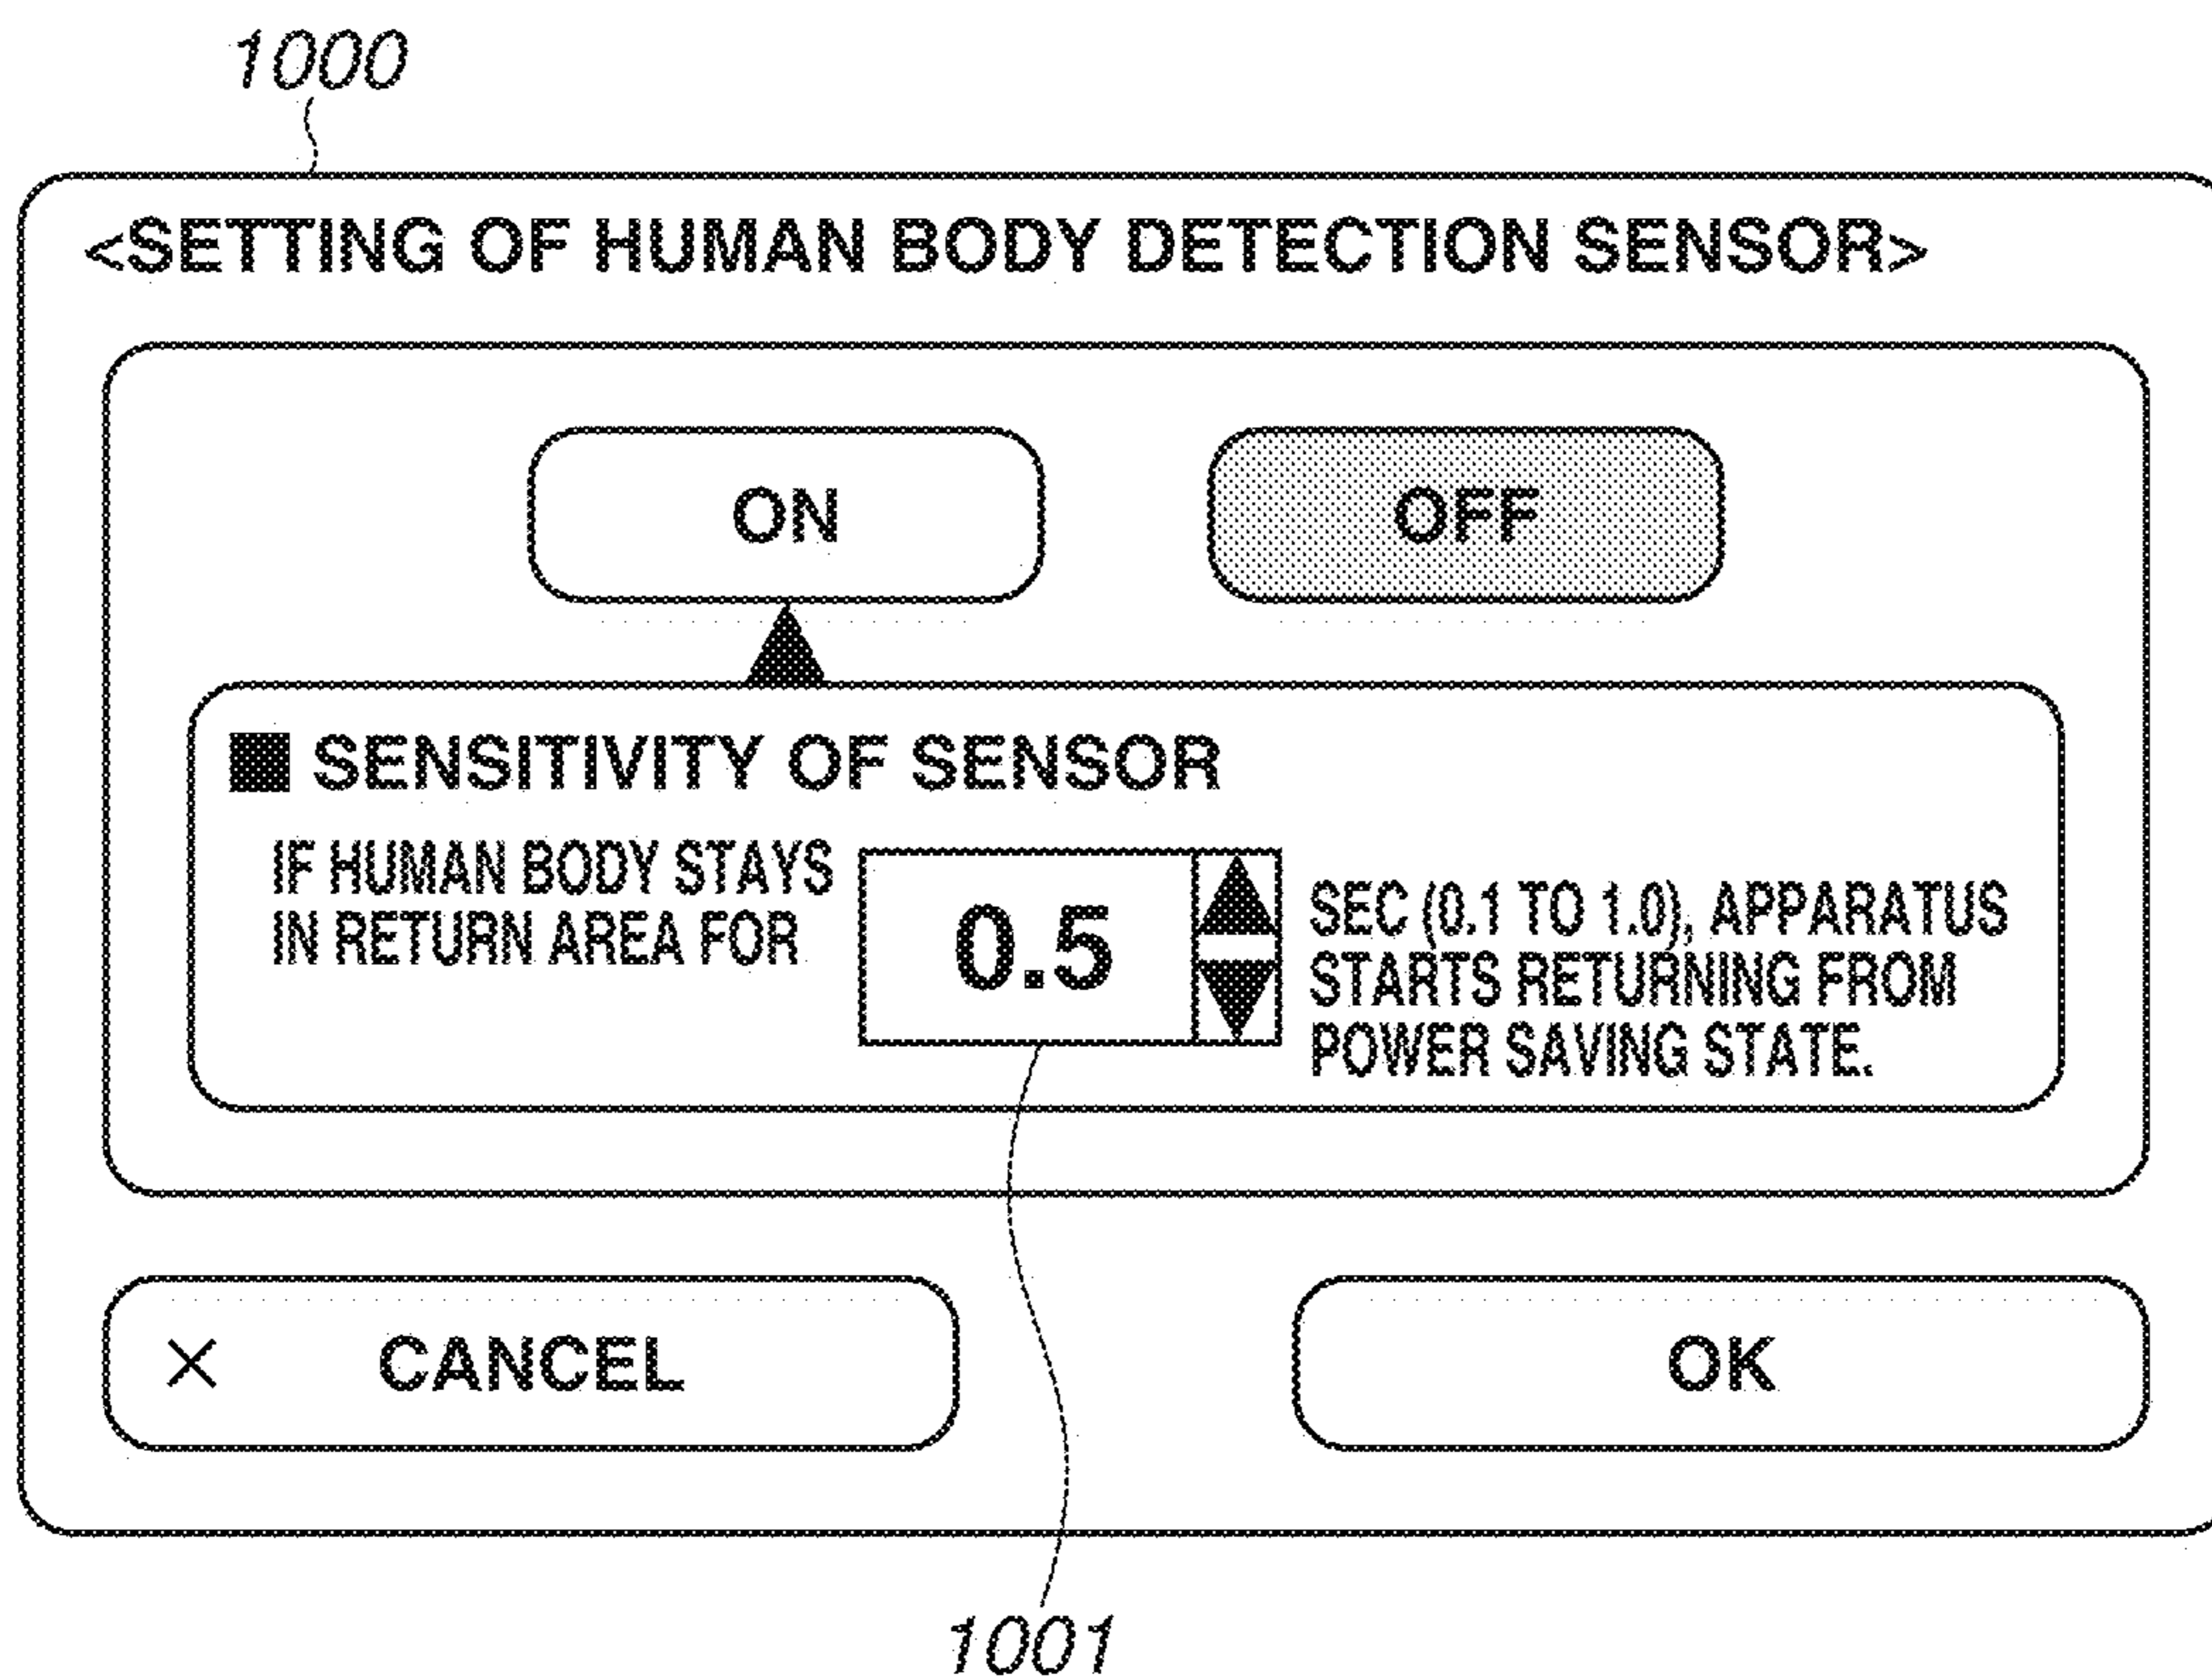 1000
<SETTING OF HUMAN BODY DETECTION SENSOR>
ON
OFF
■ SENSITIVITY OF SENSOR
IF HUMAN BODY STAYS
IN RETURN AREA FOR
0.5
SEC (0.1 TO 1.0), APPARATUS
STARTS RETURNING FROM
POWER SAVING STATE.
× CANCEL
OK
1001